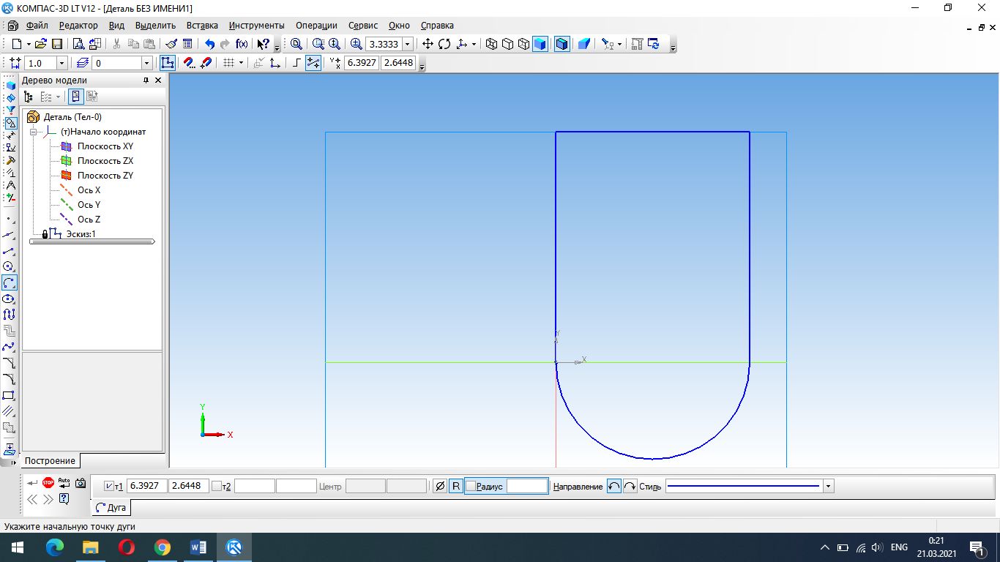 КОМПАС-3D LT V12 - [Деталь БЕЗ ИМЕНИ1]
Файл Редактор Вид Выделить Вставка Инструменты Операции Сервис Окно Справка
f(x) 3.3333
1.0 0 6.3927 2.6448
Дерево модели
Деталь (Тел-0)
(т)Начало координат
Плоскость XY
Плоскость ZX
Плоскость ZY
Ось X
Ось Y
Ось Z
Эскиз:1
Y
X
Y
X
Построение
STOP Auto т1 6.3927 2.6448 т2 Центр R Радиус Направление Стиль
Дуга
Укажите начальную точку дуги
ENG 0:21
21.03.2021
1